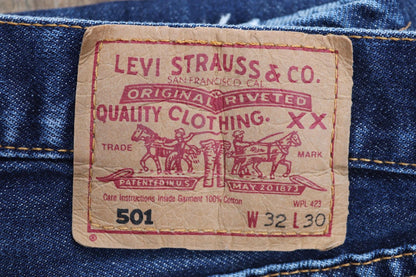 LEVI STRAUSS & CO.
SAN FRANCISCO CAL.
ORIGINAL RIVETED
QUALITY CLOTHING. XX
TRADE MARK
PATENTED IN U.S. MAY 20 1873
Care Instructions Inside Garment 100% Cotton WPL 423
501 W 32 L 30
®